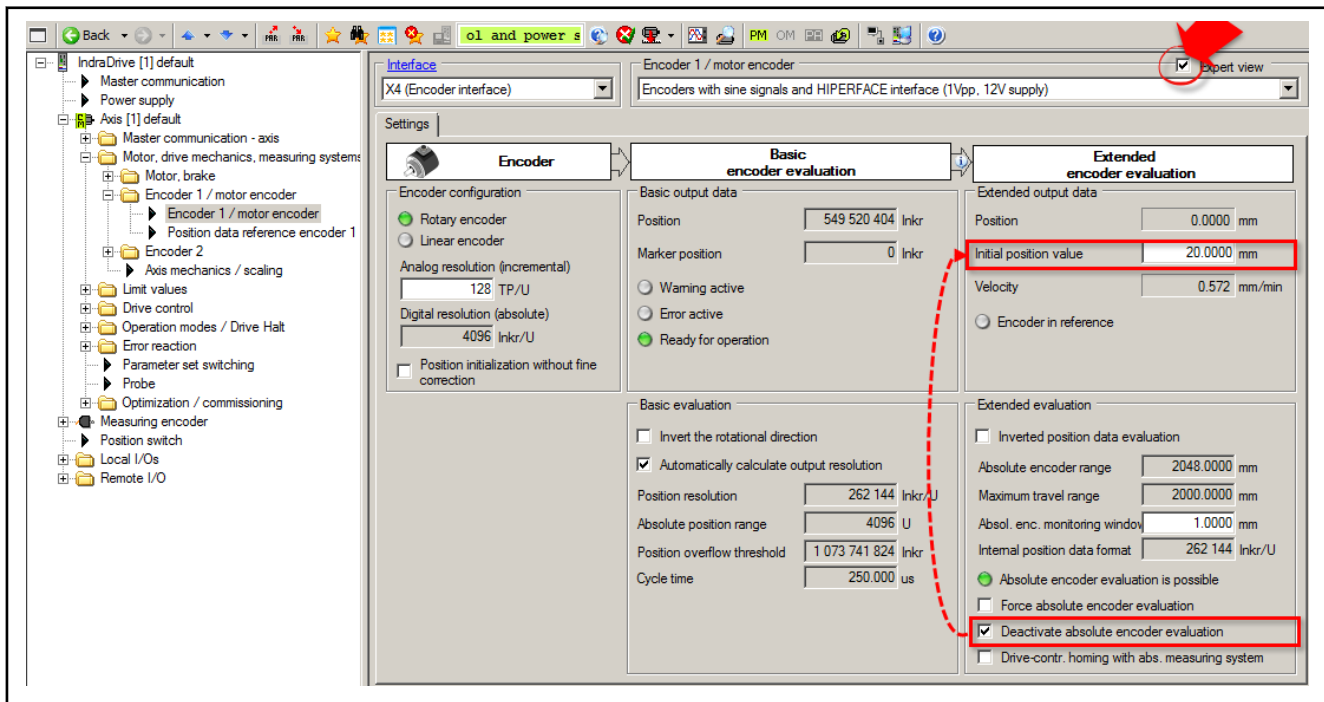 Back
PAR
PAR
ol and power s
PM OM
IndraDrive [1] default
Master communication
Power supply
Axis [1] default
Master communication - axis
Motor, drive mechanics, measuring systems
Motor, brake
Encoder 1 / motor encoder
Encoder 1 / motor encoder
Position data reference encoder 1
Encoder 2
Axis mechanics / scaling
Limit values
Drive control
Operation modes / Drive Halt
Error reaction
Parameter set switching
Probe
Optimization / commissioning
Measuring encoder
Position switch
Local I/Os
Remote I/O
Interface
X4 (Encoder interface)
Encoder 1 / motor encoder
Expert view
Encoders with sine signals and HIPERFACE interface (1Vpp, 12V supply)
Settings
Encoder
Basic
encoder evaluation
Extended
encoder evaluation
Encoder configuration
Rotary encoder
Linear encoder
Analog resolution (incremental)
128 TP/U
Digital resolution (absolute)
4096 Inkr/U
Position initialization without fine
correction
Basic output data
Position 549 520 404 Inkr
Marker position 0 Inkr
Warning active
Error active
Ready for operation
Extended output data
Position 0.0000 mm
Initial position value 20.0000 mm
Velocity 0.572 mm/min
Encoder in reference
Basic evaluation
Invert the rotational direction
Automatically calculate output resolution
Position resolution 262 144 Inkr/U
Absolute position range 4096 U
Position overflow threshold 1 073 741 824 Inkr
Cycle time 250.000 us
Extended evaluation
Inverted position data evaluation
Absolute encoder range 2048.0000 mm
Maximum travel range 2000.0000 mm
Absol. enc. monitoring window 1.0000 mm
Internal position data format 262 144 Inkr/U
Absolute encoder evaluation is possible
Force absolute encoder evaluation
Deactivate absolute encoder evaluation
Drive-contr. homing with abs. measuring system